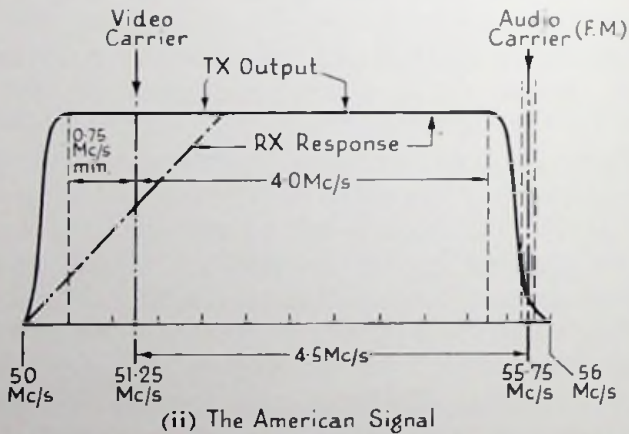 Video
Carrier
Audio
Carrier (F.M.)
TX Output
0·75
Mc/s
min.
RX Response
4·0Mc/s
4·5Mc/s
50
Mc/s
51·25
Mc/s
55·75
Mc/s
56
Mc/s
(ii) The American Signal